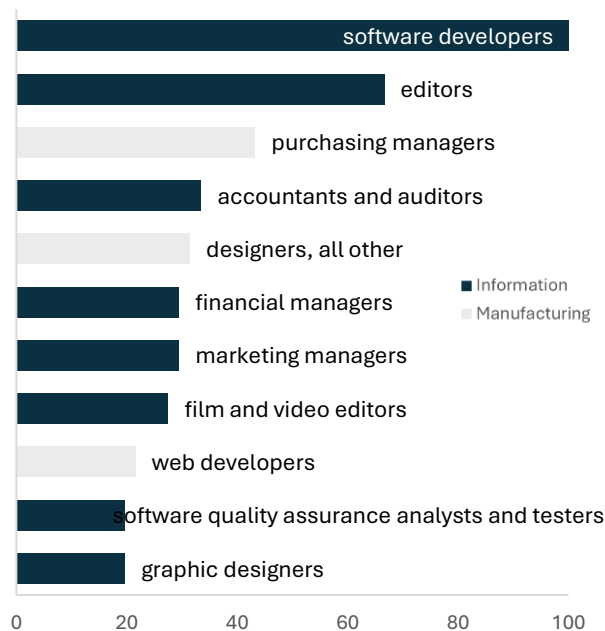 software developers
editors
purchasing managers
accountants and auditors
designers, all other
financial managers
Information
Manufacturing
marketing managers
film and video editors
web developers
software quality assurance analysts and testers
graphic designers
0 20 40 60 80 100